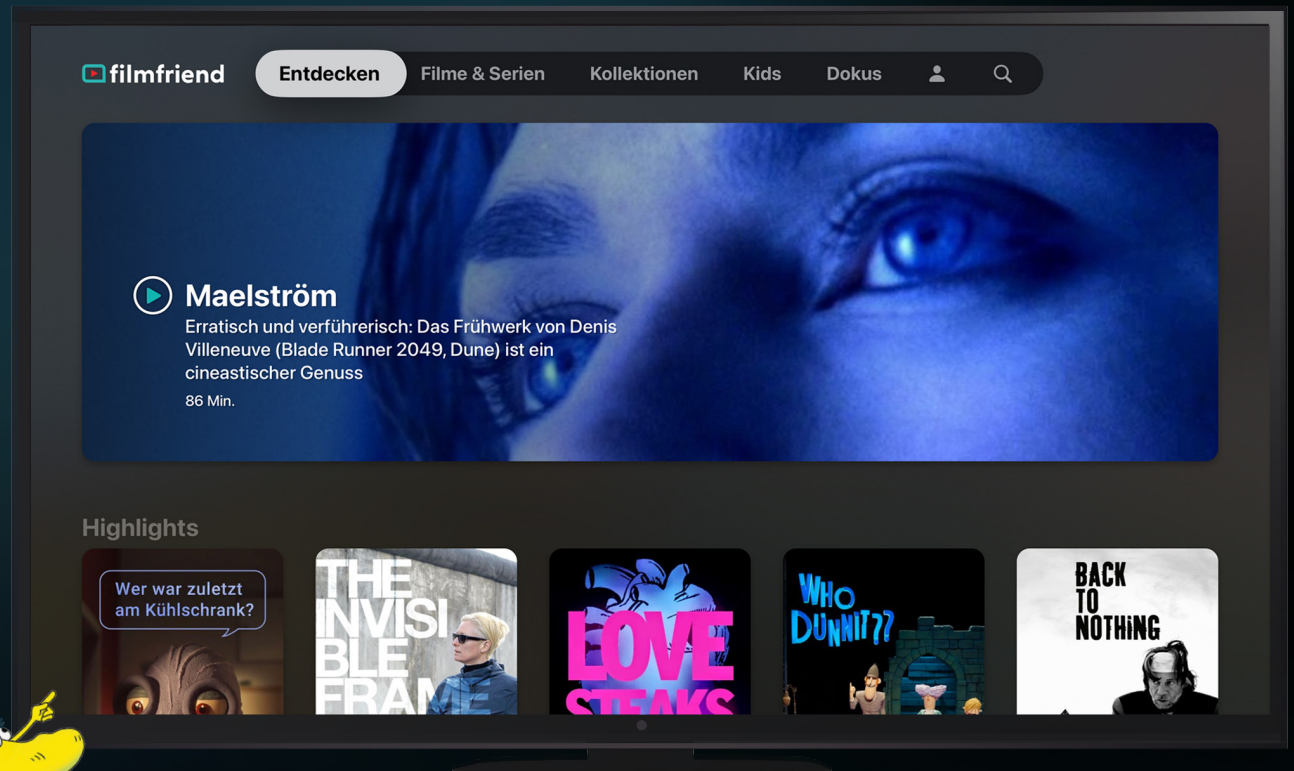 filmfriend
Entdecken
Filme & Serien
Kollektionen
Kids
Dokus
Maelström
Erratisch und verführerisch: Das Frühwerk von Denis
Villeneuve (Blade Runner 2049, Dune) ist ein
cineastischer Genuss
86 Min.
Highlights
Wer war zuletzt
am Kühlschrank?
THE
INVISI
BLE
FRAME
LOVE
STEAKS
WHO
DUNNIT??
BACK
TO
NOTHING